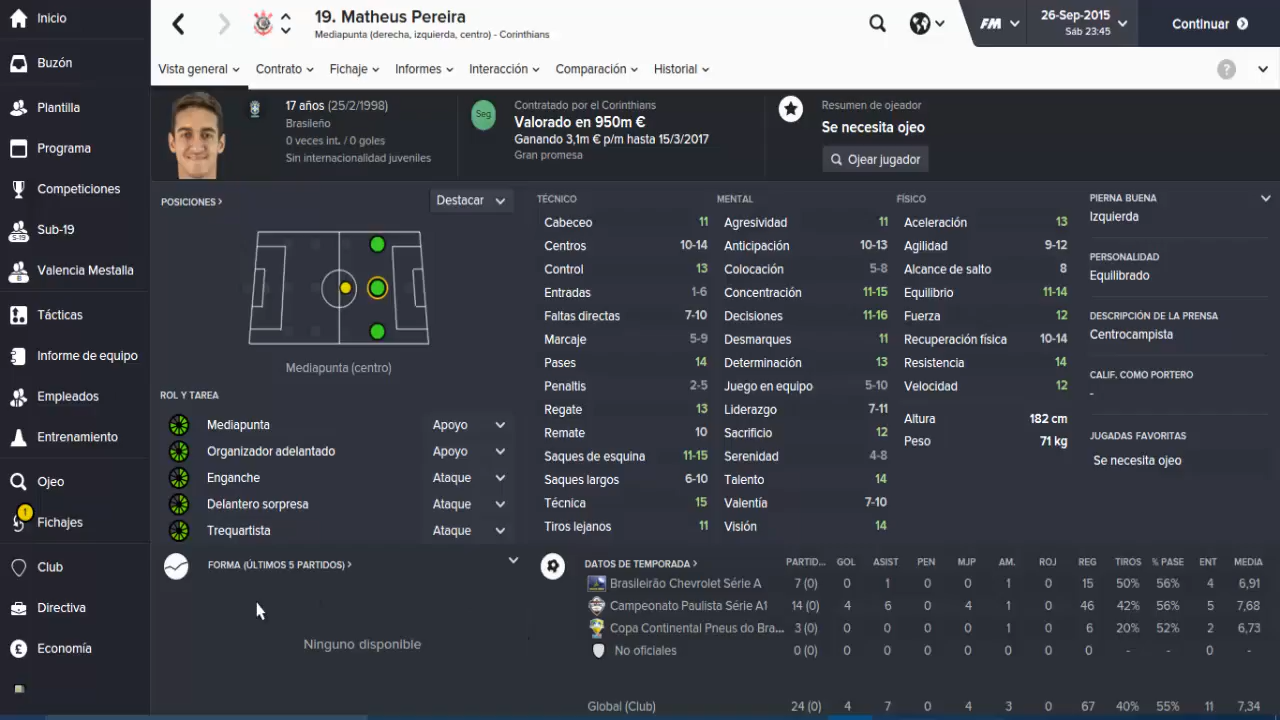 Inicio
Buzón
Plantilla
Programa
Competiciones
Sub-19
S-19
Valencia Mestalla
B
Tácticas
Informe de equipo
Empleados
Entrenamiento
Ojeo
1
Fichajes
Club
Directiva
Economía
19. Matheus Pereira
Mediapunta (derecha, izquierda, centro) - Corinthians
FM
26-Sep-2015
Sáb 23:45
Continuar
Vista general
Contrato
Fichaje
Informes
Interacción
Comparación
Historial
?
17 años (25/2/1998)
Brasileño
0 veces int. / 0 goles
Sin internacionalidad juveniles
Seg
Contratado por el Corinthians
Valorado en 950m €
Ganando 3,1m € p/m hasta 15/3/2017
Gran promesa
Resumen de ojeador
Se necesita ojeo
Ojear jugador
POSICIONES >
Destacar
Mediapunta (centro)
ROL Y TAREA
Mediapunta Apoyo
Organizador adelantado Apoyo
Enganche Ataque
Delantero sorpresa Ataque
Trequartista Ataque
TÉCNICO
Cabeceo 11
Centros 10-14
Control 13
Entradas 1-6
Faltas directas 7-10
Marcaje 5-9
Pases 14
Penaltis 2-5
Regate 13
Remate 10
Saques de esquina 11-15
Saques largos 6-10
Técnica 15
Tiros lejanos 11
MENTAL
Agresividad 11
Anticipación 10-13
Colocación 5-8
Concentración 11-15
Decisiones 11-16
Desmarques 11
Determinación 13
Juego en equipo 5-10
Liderazgo 7-11
Sacrificio 12
Serenidad 4-8
Talento 14
Valentía 7-10
Visión 14
FÍSICO
Aceleración 13
Agilidad 9-12
Alcance de salto 8
Equilibrio 11-14
Fuerza 12
Recuperación física 10-14
Resistencia 14
Velocidad 12
Altura 182 cm
Peso 71 kg
PIERNA BUENA
Izquierda
PERSONALIDAD
Equilibrado
DESCRIPCIÓN DE LA PRENSA
Centrocampista
CALIF. COMO PORTERO
-
JUGADAS FAVORITAS
Se necesita ojeo
FORMA (ÚLTIMOS 5 PARTIDOS) >
Ninguno disponible
DATOS DE TEMPORADA > PARTID... GOL ASIST PEN MJP AM. ROJ REG TIROS % PASE ENT MEDIA
Brasileirão Chevrolet Série A 7 (0) 0 1 0 0 1 0 15 50% 56% 4 6,91
Campeonato Paulista Série A1 14 (0) 4 6 0 4 1 0 46 42% 56% 5 7,68
Copa Continental Pneus do Bra... 3 (0) 0 0 0 0 1 0 6 20% 52% 2 6,73
No oficiales 0 (0) 0 0 0 0 0 0 0 - - 0 -
Global (Club) 24 (0) 4 7 0 4 3 0 67 40% 55% 11 7,34